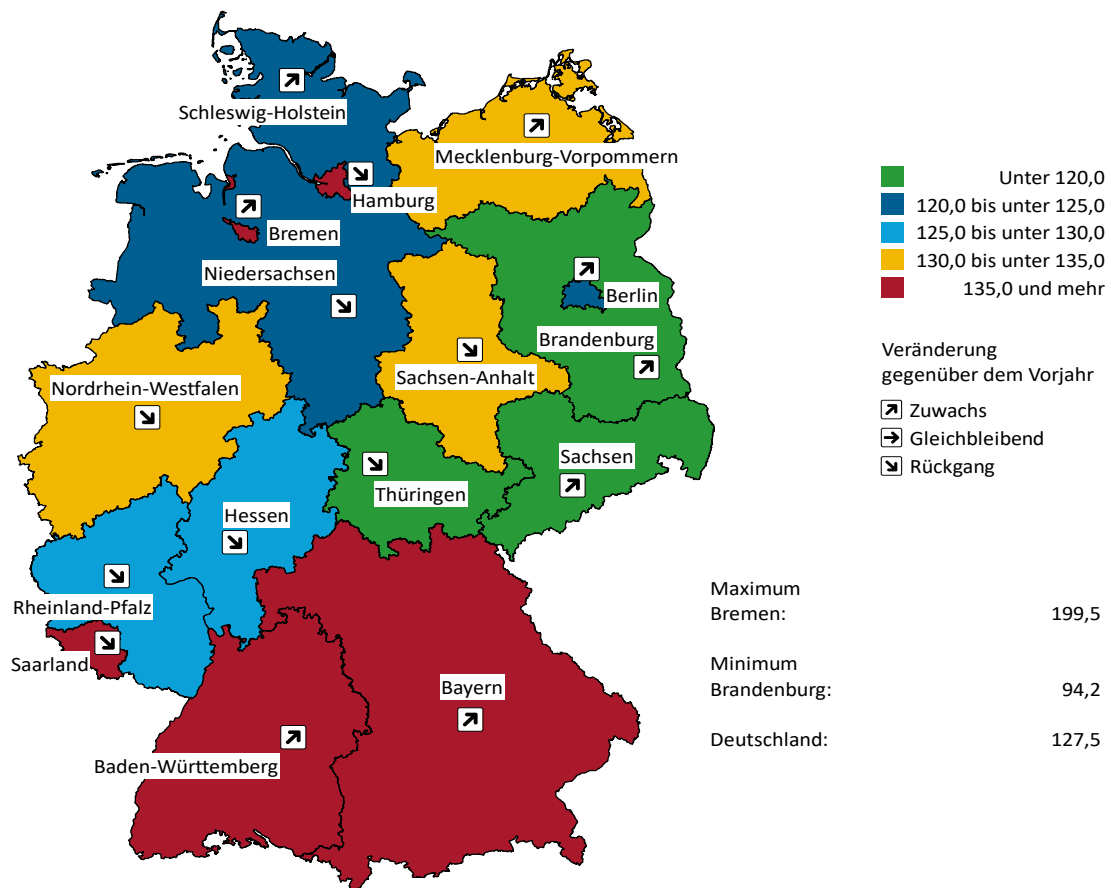 Schleswig-Holstein
Mecklenburg-Vorpommern
Hamburg
Bremen
Niedersachsen
Berlin
Brandenburg
Sachsen-Anhalt
Nordrhein-Westfalen
Sachsen
Thüringen
Hessen
Rheinland-Pfalz
Saarland
Bayern
Baden-Württemberg
Unter 120,0
120,0 bis unter 125,0
125,0 bis unter 130,0
130,0 bis unter 135,0
135,0 und mehr
Veränderung
gegenüber dem Vorjahr
Zuwachs
Gleichbleibend
Rückgang
Maximum
Bremen: 199,5
Minimum
Brandenburg: 94,2
Deutschland: 127,5